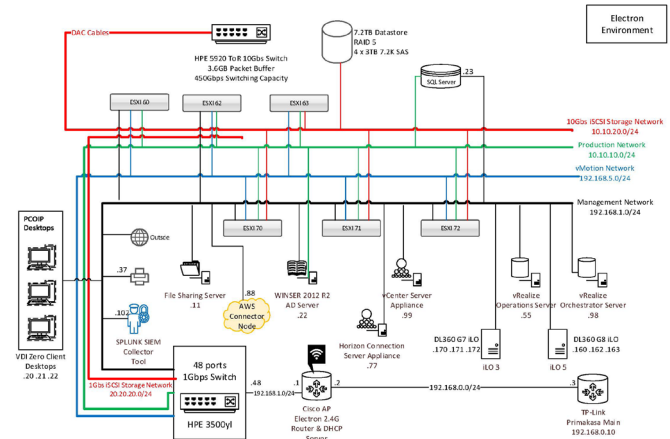 Electron
Environment
DAC Cables
HPE 5920 ToR 10Gbs Switch
3.6GB Packet Buffer
450Gbps Switching Capacity
7.2TB Datastore
RAID 5
4 x 3TB 7.2K SAS
.23
SQL Server
ESXI 60
ESXI 62
ESXI 63
10Gbs iSCSI Storage Network
10.10.20.0/24
Production Network
10.10.10.0/24
vMotion Network
192.168.5.0/24
Management Network
192.168.1.0/24
ESXI 70
ESXI 71
ESXI 72
PCOIP
Desktops
VDI Zero Client
Desktops
.20 .21 .22
.37
.102
SPLUNK SIEM
Collector
Tool
File Sharing Server
.11
.88
AWS
Connector
Node
WINSER 2012 R2
AD Server
.22
vCenter Server
Appliance
.99
Horizon Connection
Server Appliance
.77
vRealize
Operations Server
.55
vRealize
Orchestrator Server
.98
DL360 G7 iLO
.170 .171 .172
iLO 3
DL360 G8 iLO
.160 .162 .163
iLO 5
1Gbs iSCSI Storage Network
20.20.20.0/24
48 ports
1Gbps Switch
HPE 3500yl
.48
192.168.1.0/24
.1
.2
Cisco AP
Electron 2.4G
Router & DHCP
Server
192.168.0.0/24
.3
TP-Link
Primakasa Main
192.168.0.10